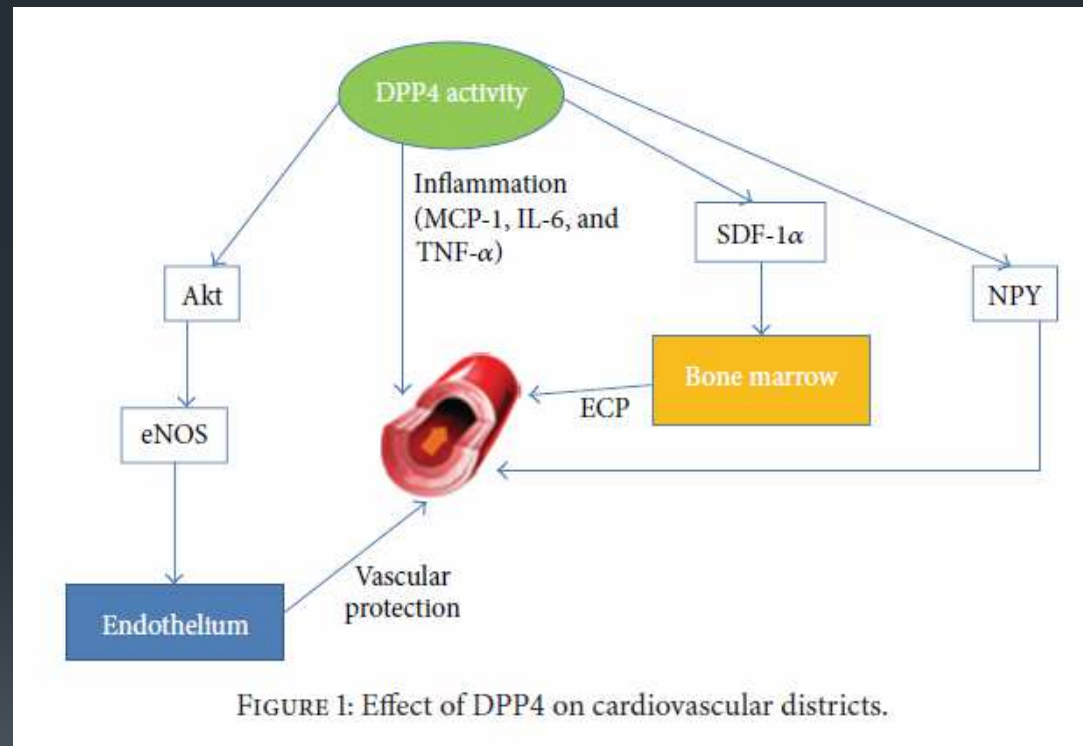 DPP4 activity
Inflammation
(MCP-1, IL-6, and
TNF-α)
SDF-1α
Akt
NPY
Bone marrow
ECP
eNOS
Vascular
protection
Endothelium
FIGURE 1: Effect of DPP4 on cardiovascular districts.